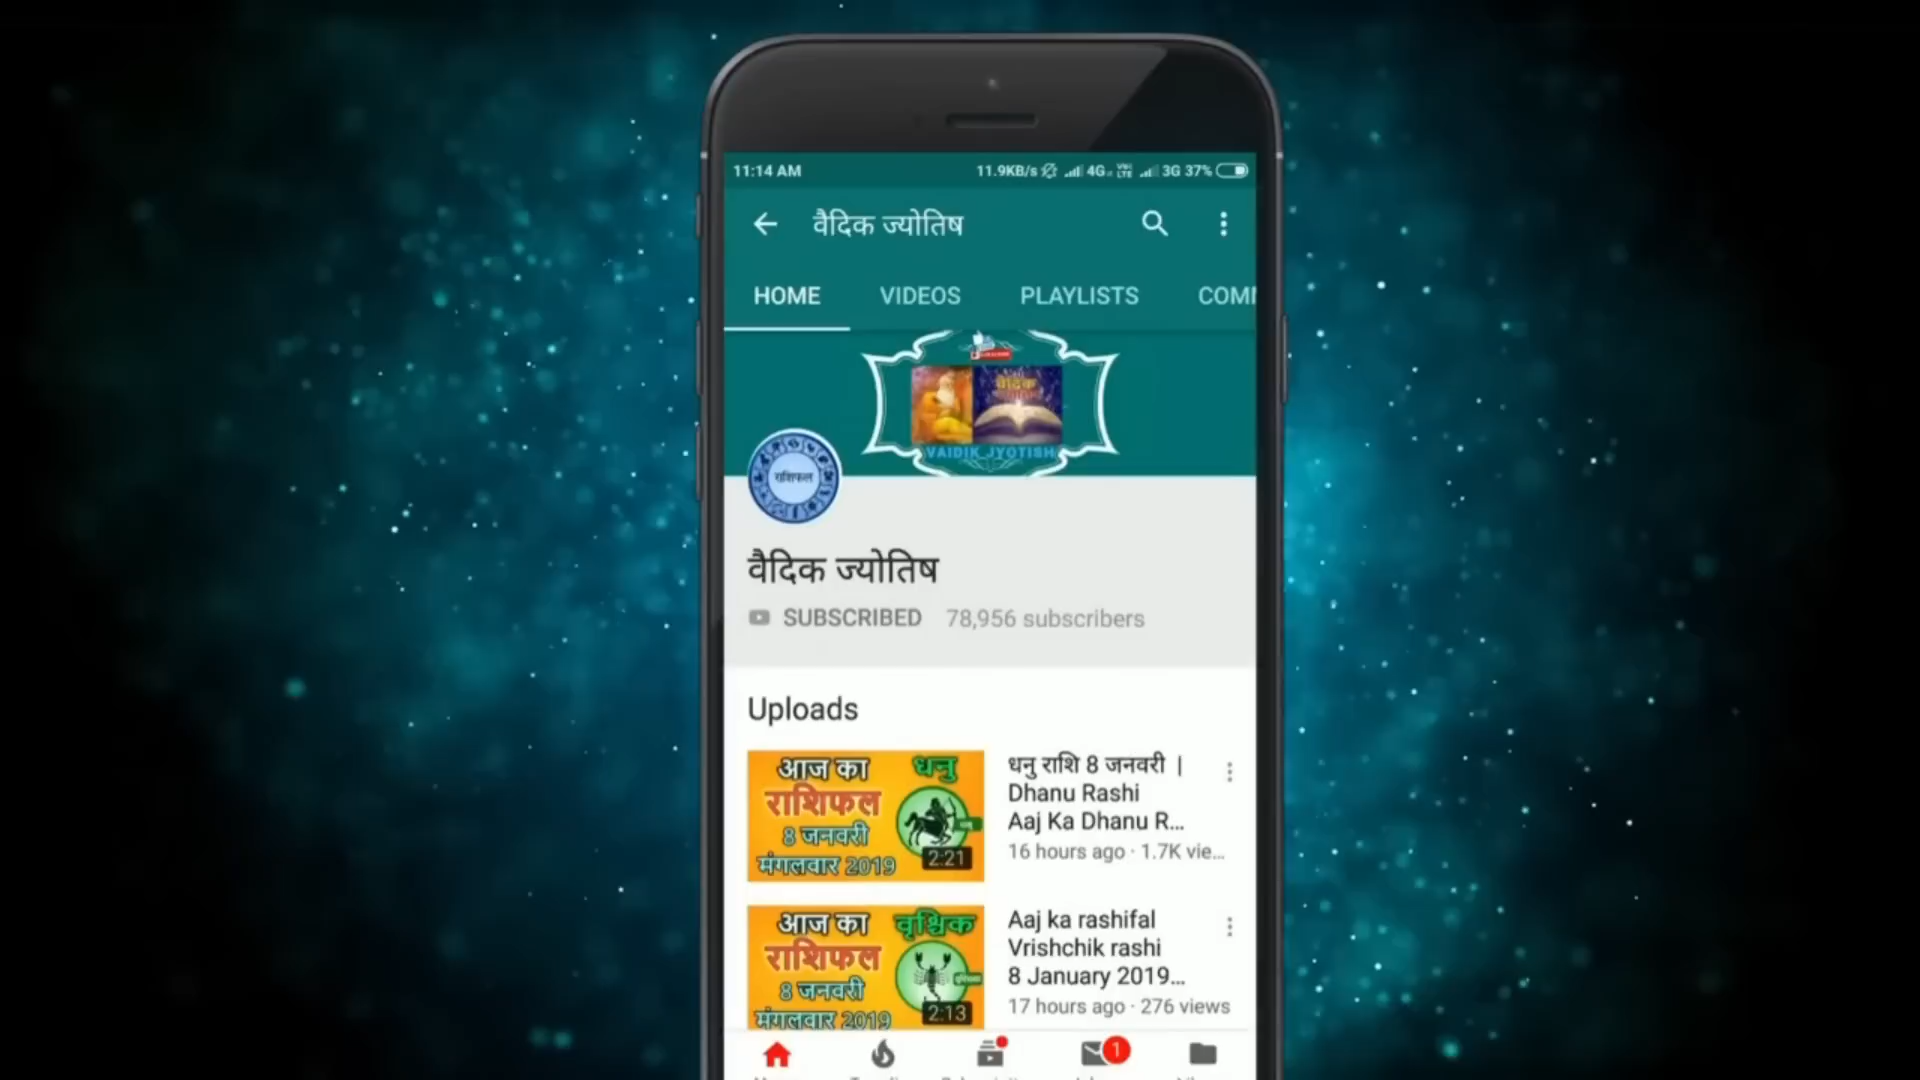 11:14 AM
11.9KB/s 4G VoLTE 3G 37%
वैदिक ज्योतिष
HOME VIDEOS PLAYLISTS COMM
वैदिक
VAIDIK JYOTISH
राशिफल
वैदिक ज्योतिष
SUBSCRIBED 78,956 subscribers
Uploads
आज का धनु
राशिफल
8 जनवरी
मंगलवार 2019
2:21
धनु राशि 8 जनवरी |
Dhanu Rashi
Aaj Ka Dhanu R...
16 hours ago · 1.7K vie...
आज का वृश्चिक
राशिफल
8 जनवरी
मंगलवार 2019
2:13
Aaj ka rashifal
Vrishchik rashi
8 January 2019...
17 hours ago · 276 views
1